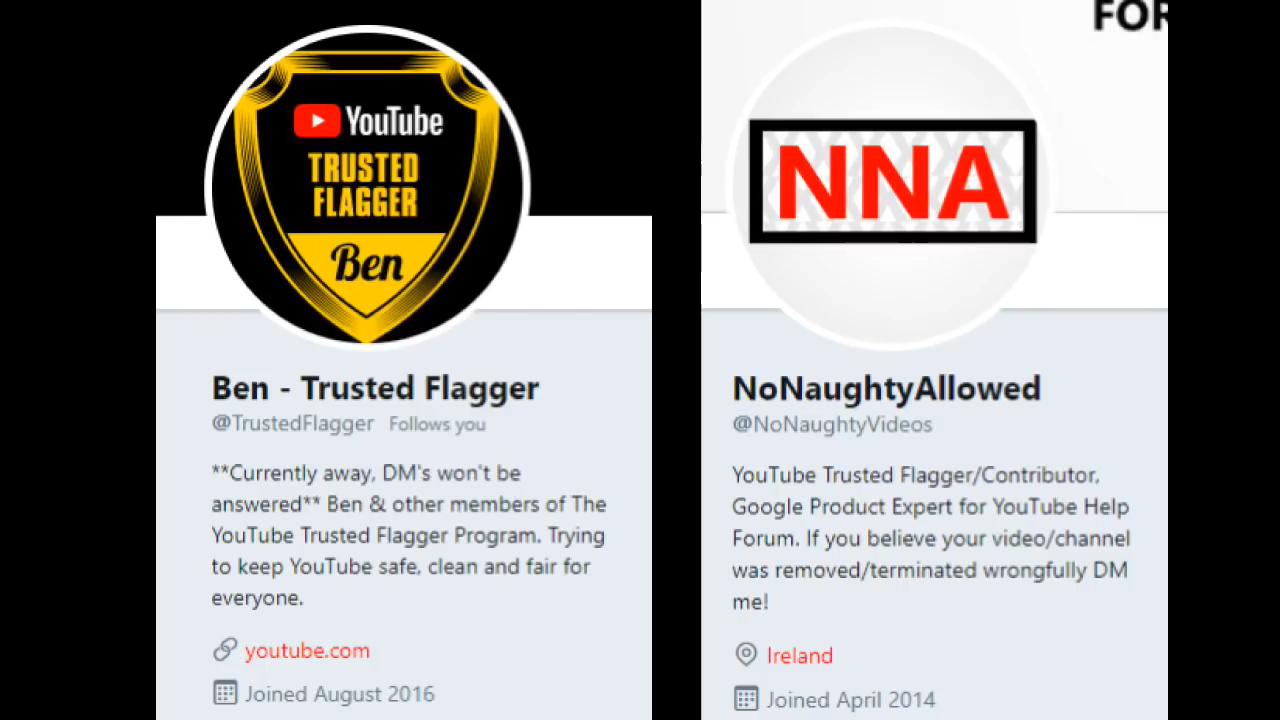 YouTube
TRUSTED
FLAGGER
Ben
Ben - Trusted Flagger
@TrustedFlagger Follows you
**Currently away, DM's won't be
answered** Ben & other members of The
YouTube Trusted Flagger Program. Trying
to keep YouTube safe, clean and fair for
everyone.
youtube.com
Joined August 2016
FOR
NNA
NoNaughtyAllowed
@NoNaughtyVideos
YouTube Trusted Flagger/Contributor,
Google Product Expert for YouTube Help
Forum. If you believe your video/channel
was removed/terminated wrongfully DM
me!
Ireland
Joined April 2014